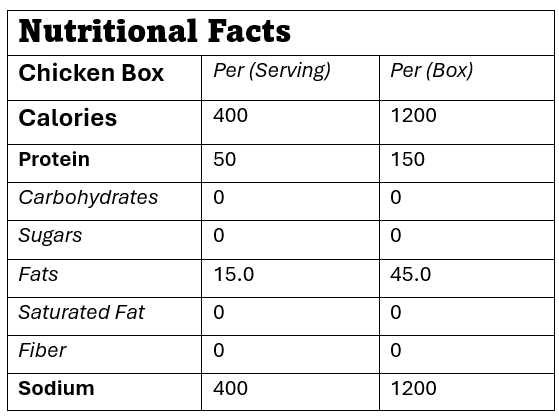 Nutritional Facts
Chicken Box Per (Serving) Per (Box)
Calories 400 1200
Protein 50 150
Carbohydrates 0 0
Sugars 0 0
Fats 15.0 45.0
Saturated Fat 0 0
Fiber 0 0
Sodium 400 1200